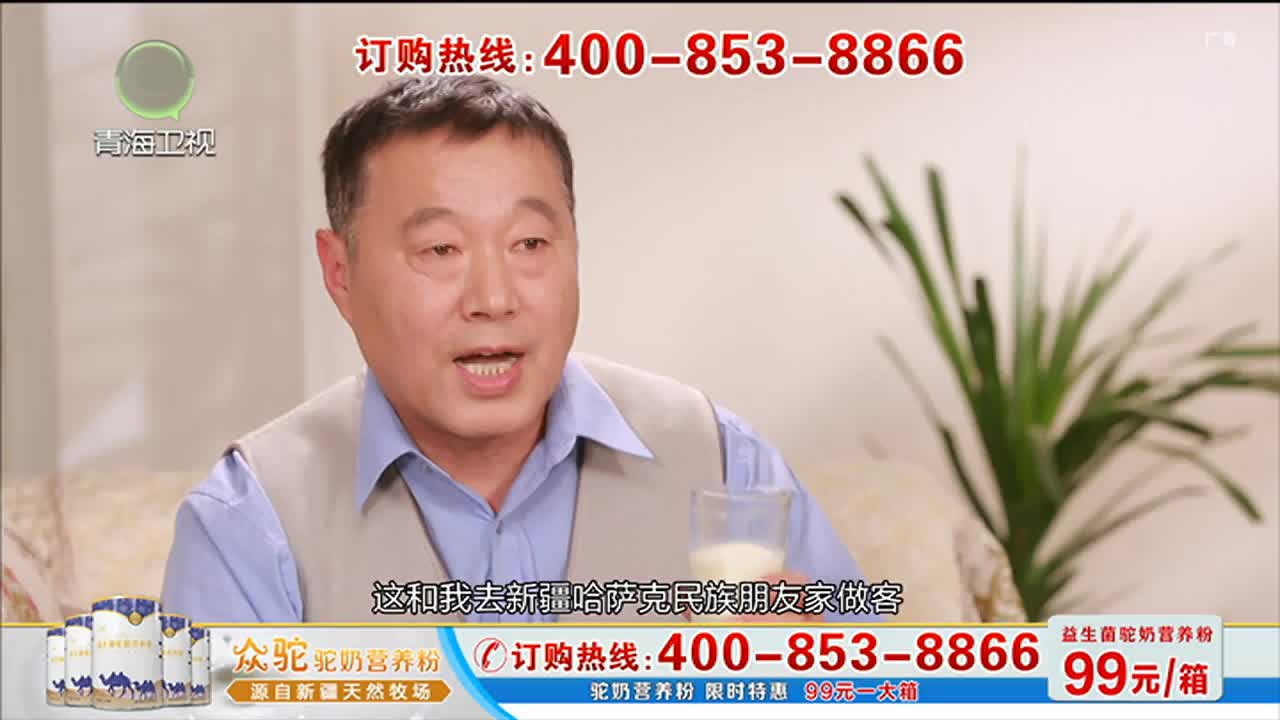 订购热线:400-853-8866
广告
青海卫视
这和我去新疆哈萨克民族朋友家做客
众驼 驼奶营养粉
源自新疆天然牧场
订购热线:400-853-8866
驼奶营养粉 限时特惠 99元一大箱
益生菌驼奶营养粉
99元/箱